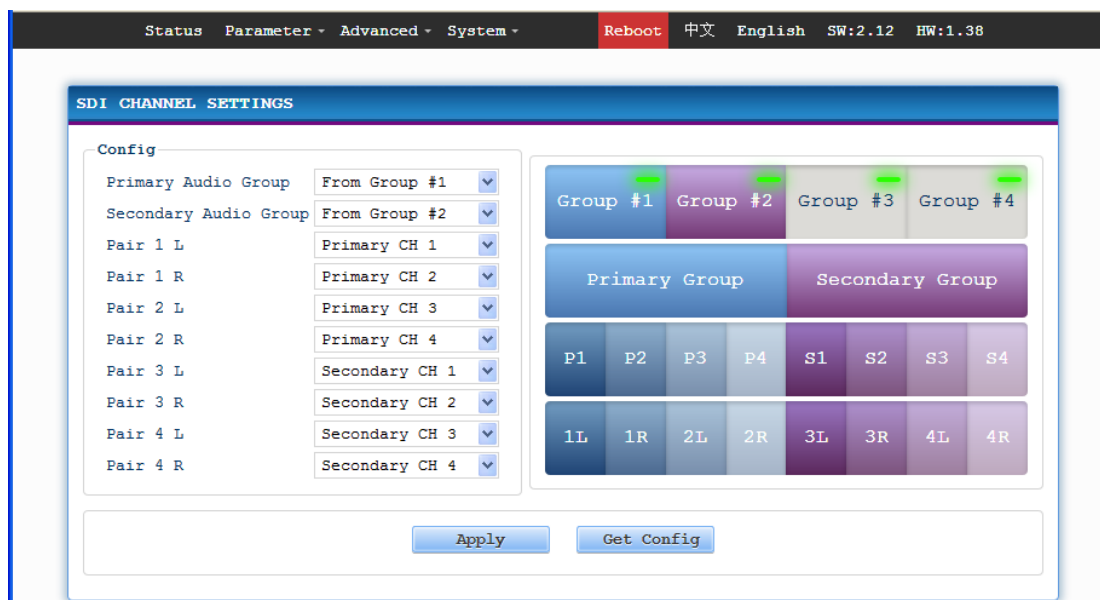 Status Parameter Advanced System Reboot 中文 English SW:2.12 HW:1.38
SDI CHANNEL SETTINGS
Config
Primary Audio Group From Group #1
Secondary Audio Group From Group #2
Pair 1 L Primary CH 1
Pair 1 R Primary CH 2
Pair 2 L Primary CH 3
Pair 2 R Primary CH 4
Pair 3 L Secondary CH 1
Pair 3 R Secondary CH 2
Pair 4 L Secondary CH 3
Pair 4 R Secondary CH 4
Group #1 Group #2 Group #3 Group #4
Primary Group Secondary Group
P1 P2 P3 P4 S1 S2 S3 S4
1L 1R 2L 2R 3L 3R 4L 4R
Apply Get Config